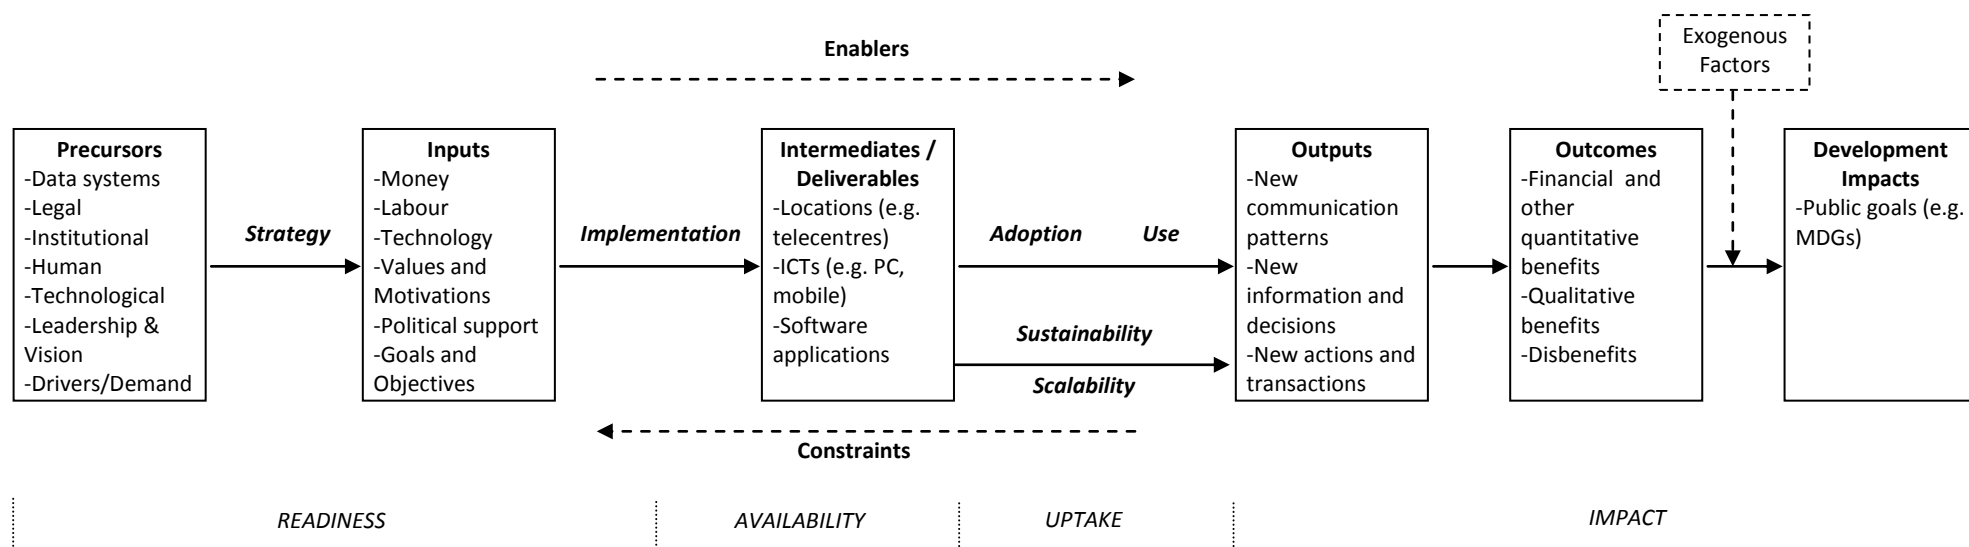 Enablers
Exogenous
Factors
Precursors
-Data systems
-Legal
-Institutional
-Human
-Technological
-Leadership &
Vision
-Drivers/Demand
Strategy
Inputs
-Money
-Labour
-Technology
-Values and
Motivations
-Political support
-Goals and
Objectives
Implementation
Intermediates /
Deliverables
-Locations (e.g.
telecentres)
-ICTs (e.g. PC,
mobile)
-Software
applications
Adoption
Use
Sustainability
Scalability
Outputs
-New
communication
patterns
-New
information and
decisions
-New actions and
transactions
Outcomes
-Financial and
other
quantitative
benefits
-Qualitative
benefits
-Disbenefits
Development
Impacts
-Public goals (e.g.
MDGs)
Constraints
READINESS
AVAILABILITY
UPTAKE
IMPACT